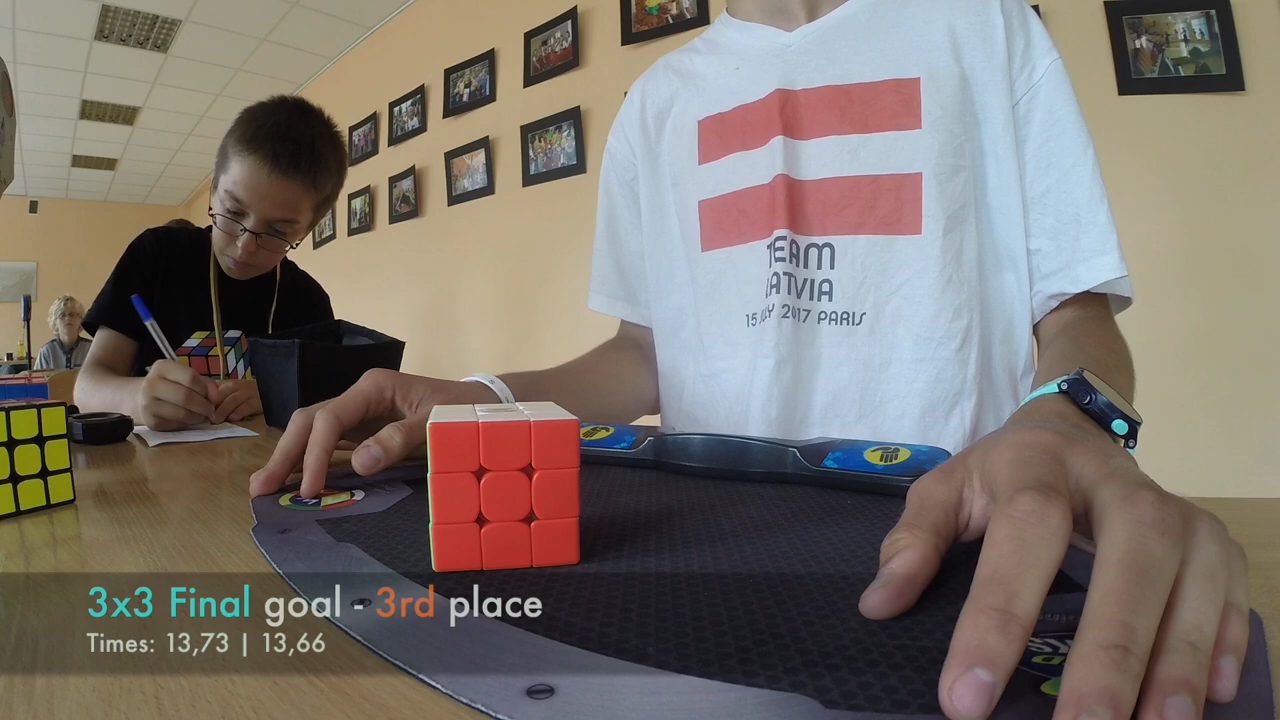 TEAM
LATVIA
15 JULY 2017 PARIS
3x3 Final goal - 3rd place
Times: 13,73 | 13,66